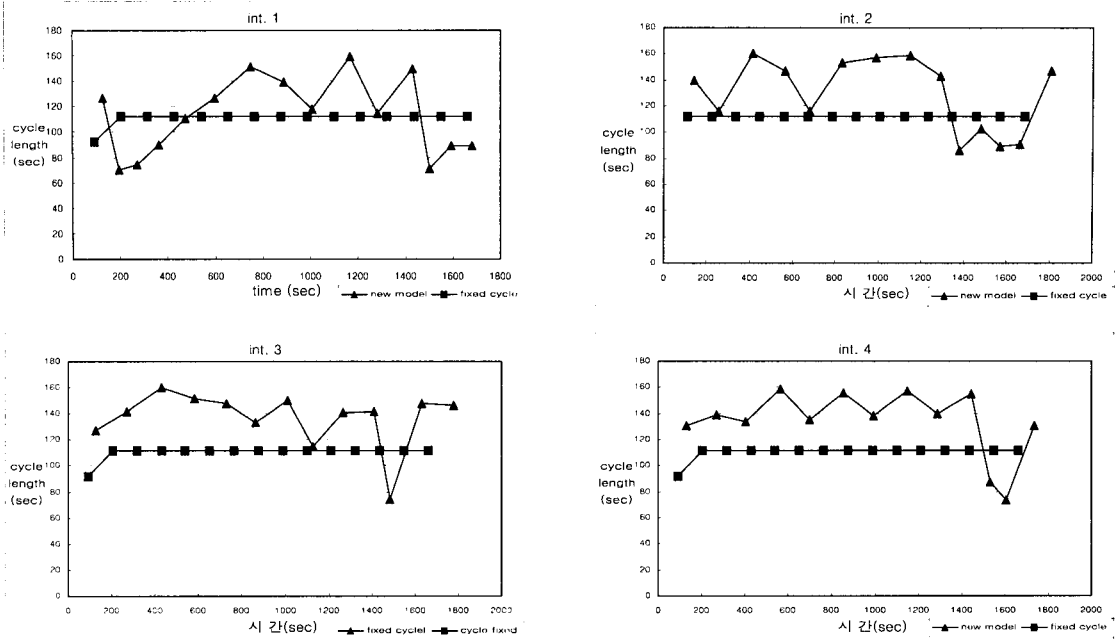 int. 1
180
160
140
120
100
80
60
40
20
0
cycle
length
(sec)
0 200 400 600 800 1000 1200 1400 1600 1800
time (sec)
new model fixed cycle
int. 2
180
160
140
120
100
80
60
40
20
0
cycle
length
(sec)
0 200 400 600 800 1000 1200 1400 1600 1800 2000
시 간(sec)
new model fixed cycle
int. 3
180
160
140
120
100
80
60
40
20
0
cycle
length
(sec)
0 200 400 600 800 1000 1200 1400 1600 1800 2000
시 간(sec)
fixed cyclel cyclo fixed
int. 4
180
160
140
120
100
80
60
40
20
0
cycle
length
(sec)
0 200 400 600 800 1000 1200 1400 1600 1800 2000
시 간(sec)
new model fixed cycle